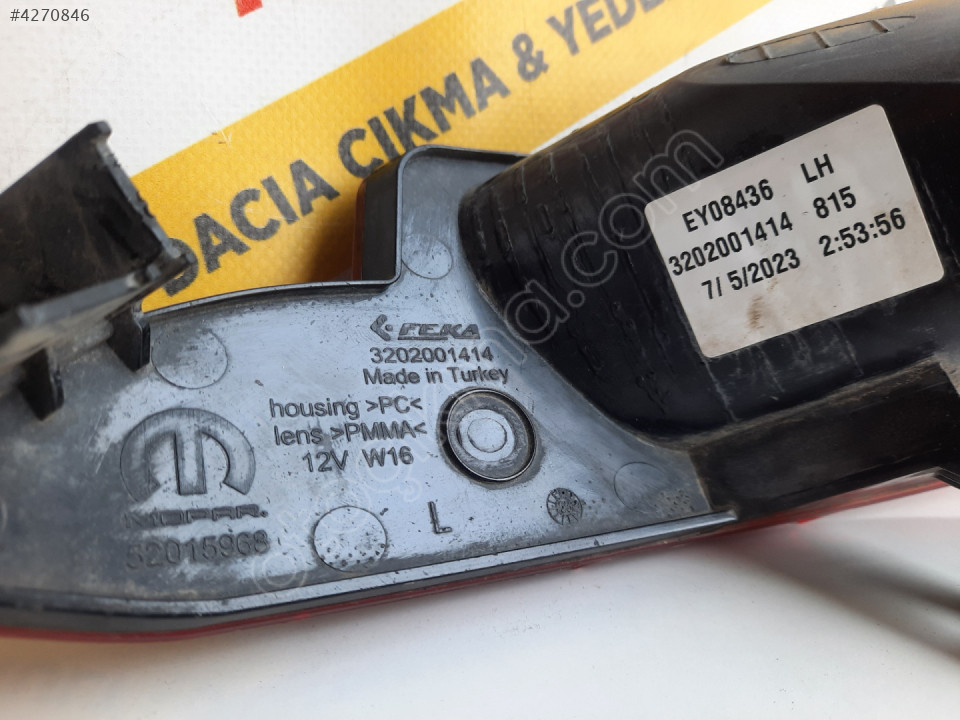 #4270846
DACIA CIKMA & YEDE
EY08436 LH
3202001414 815
7/ 5/2023 2:53:56
FEKA
3202001414
Made in Turkey
housing >PC<
lens >PMMA<
12V W16
MOPAR
52015968
L